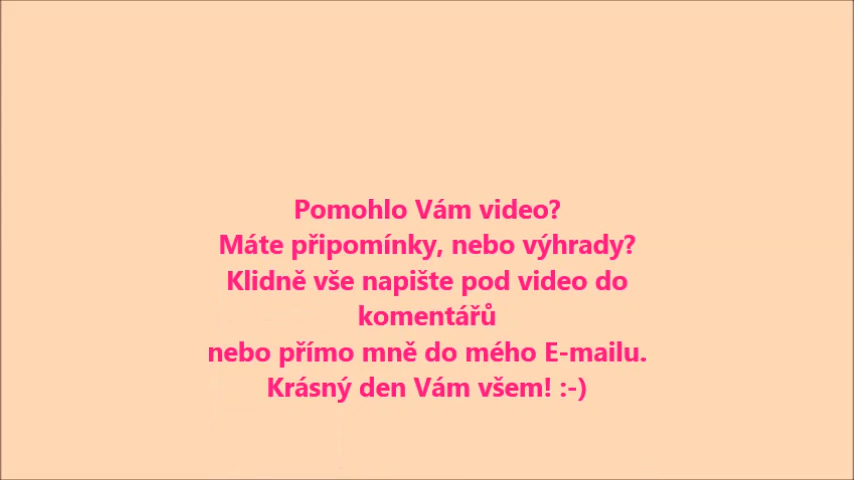 Pomohlo Vám video?
Máte připomínky, nebo výhrady?
Klidně vše napište pod video do
komentářů
nebo přímo mně do mého E-mailu.
Krásný den Vám všem! :-)